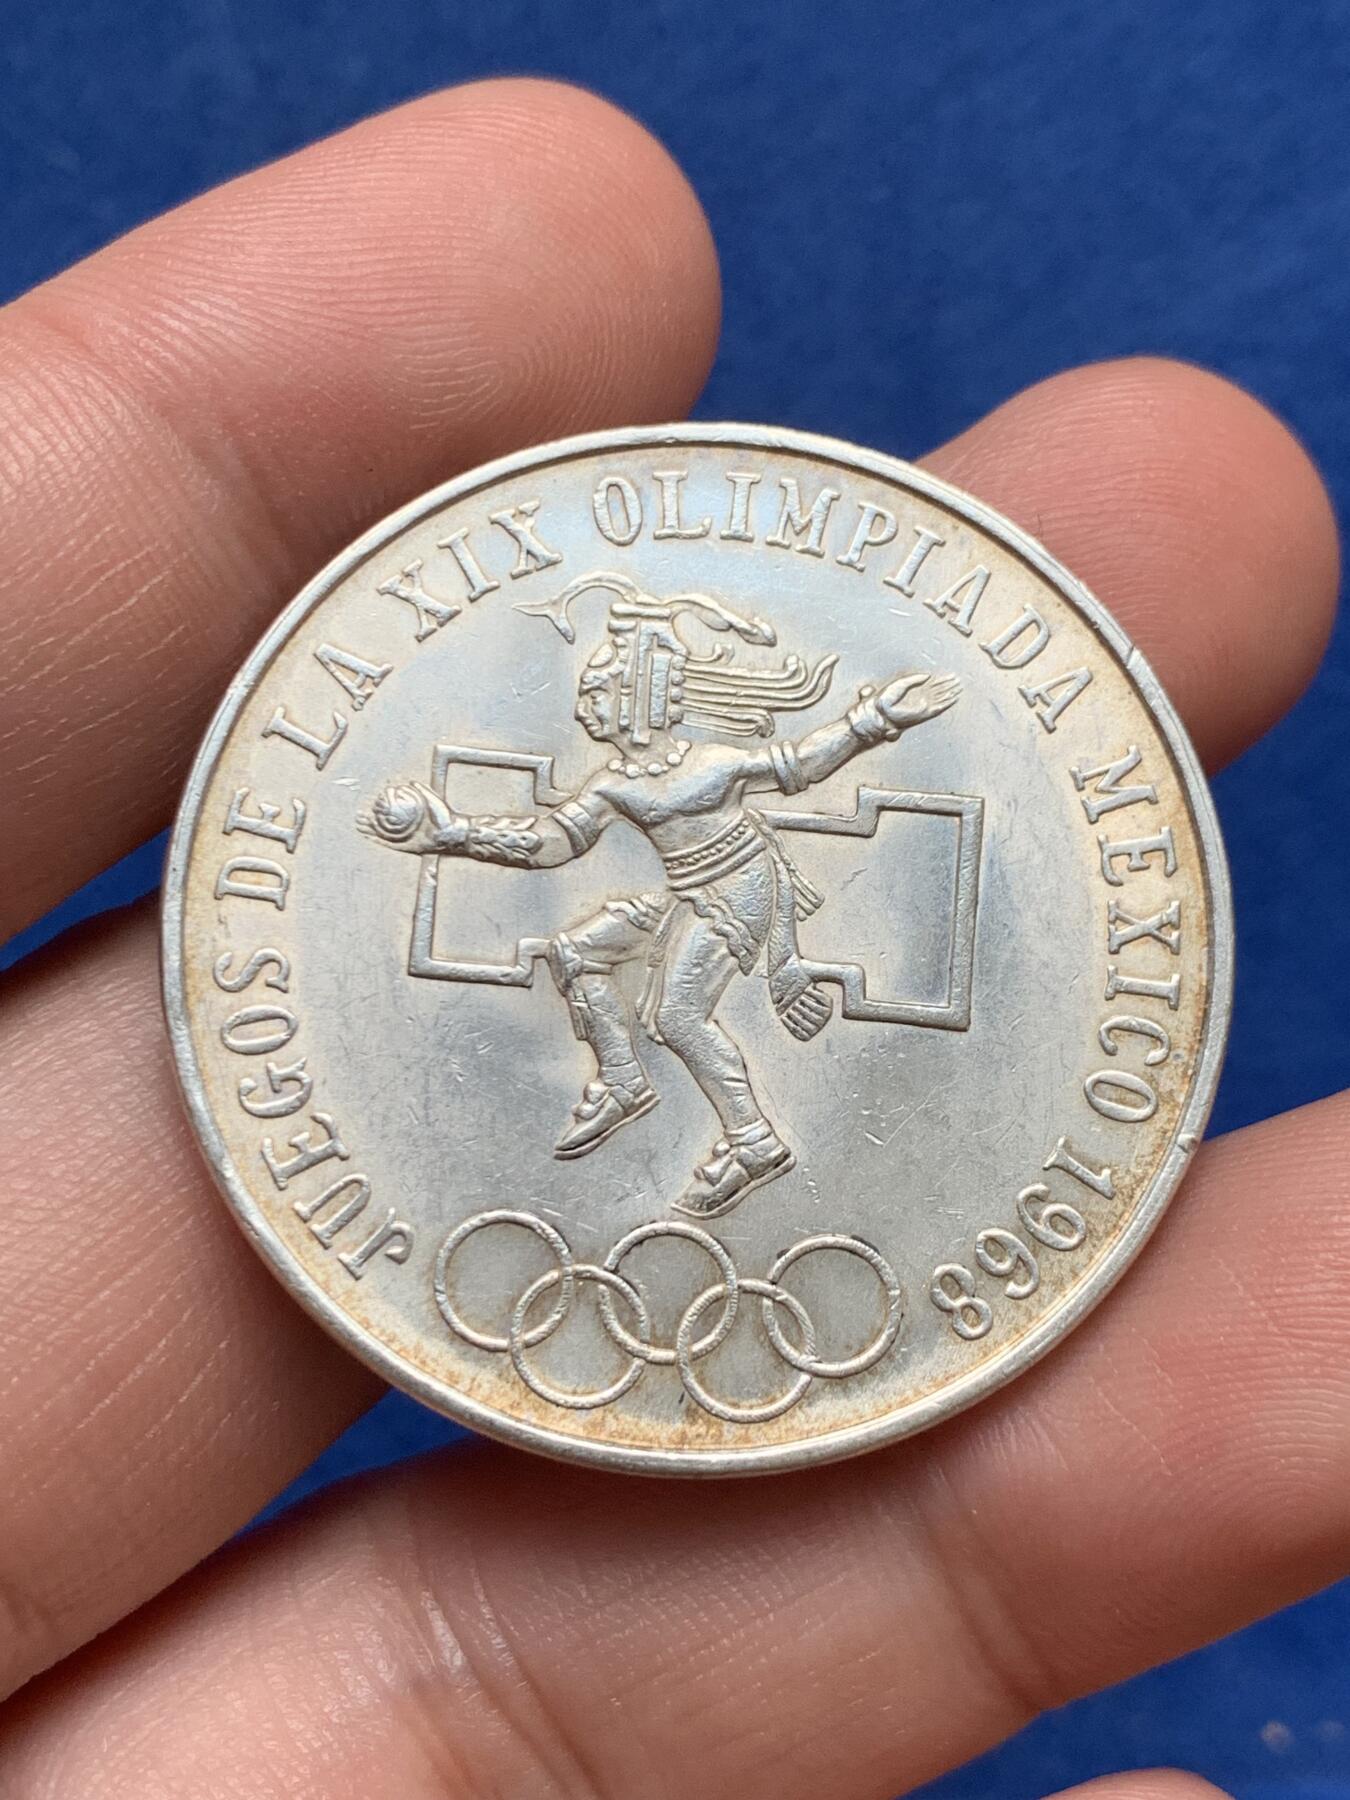 JUEGOS DE LA XIX OLIMPIADA MEXICO 1968